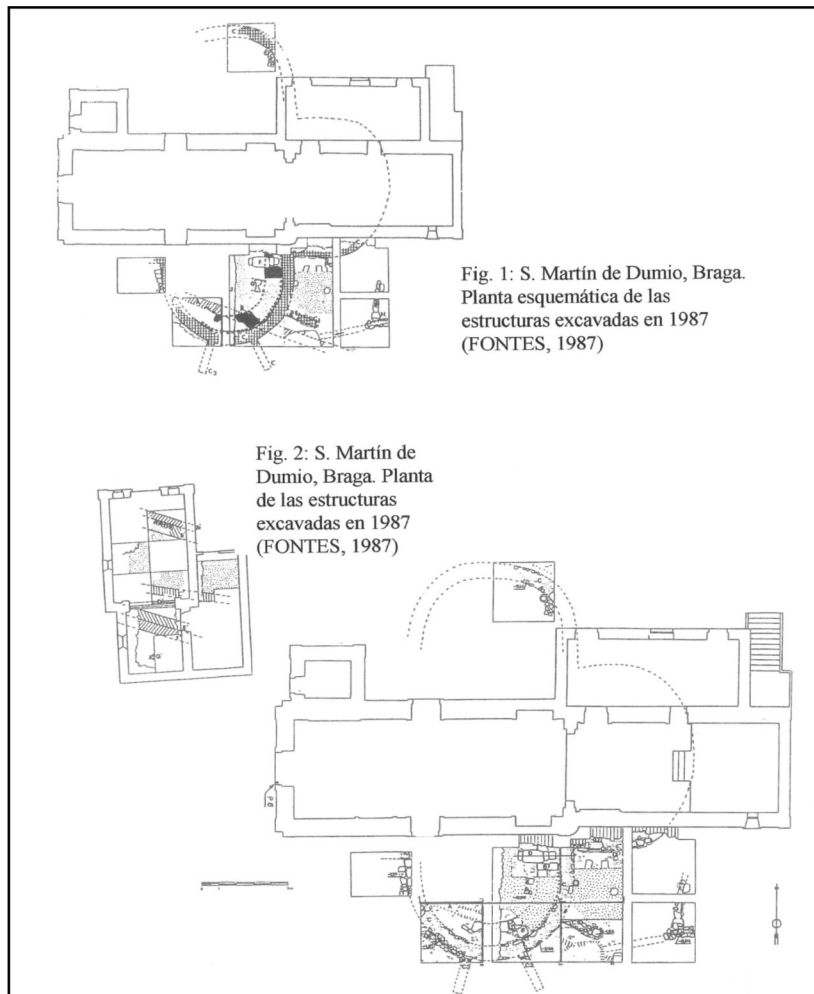 Fig. 1: S. Martín de Dumio, Braga.
Planta esquemática de las
estructuras excavadas en 1987
(FONTES, 1987)
Fig. 2: S. Martín de
Dumio, Braga. Planta
de las estructuras
excavadas en 1987
(FONTES, 1987)